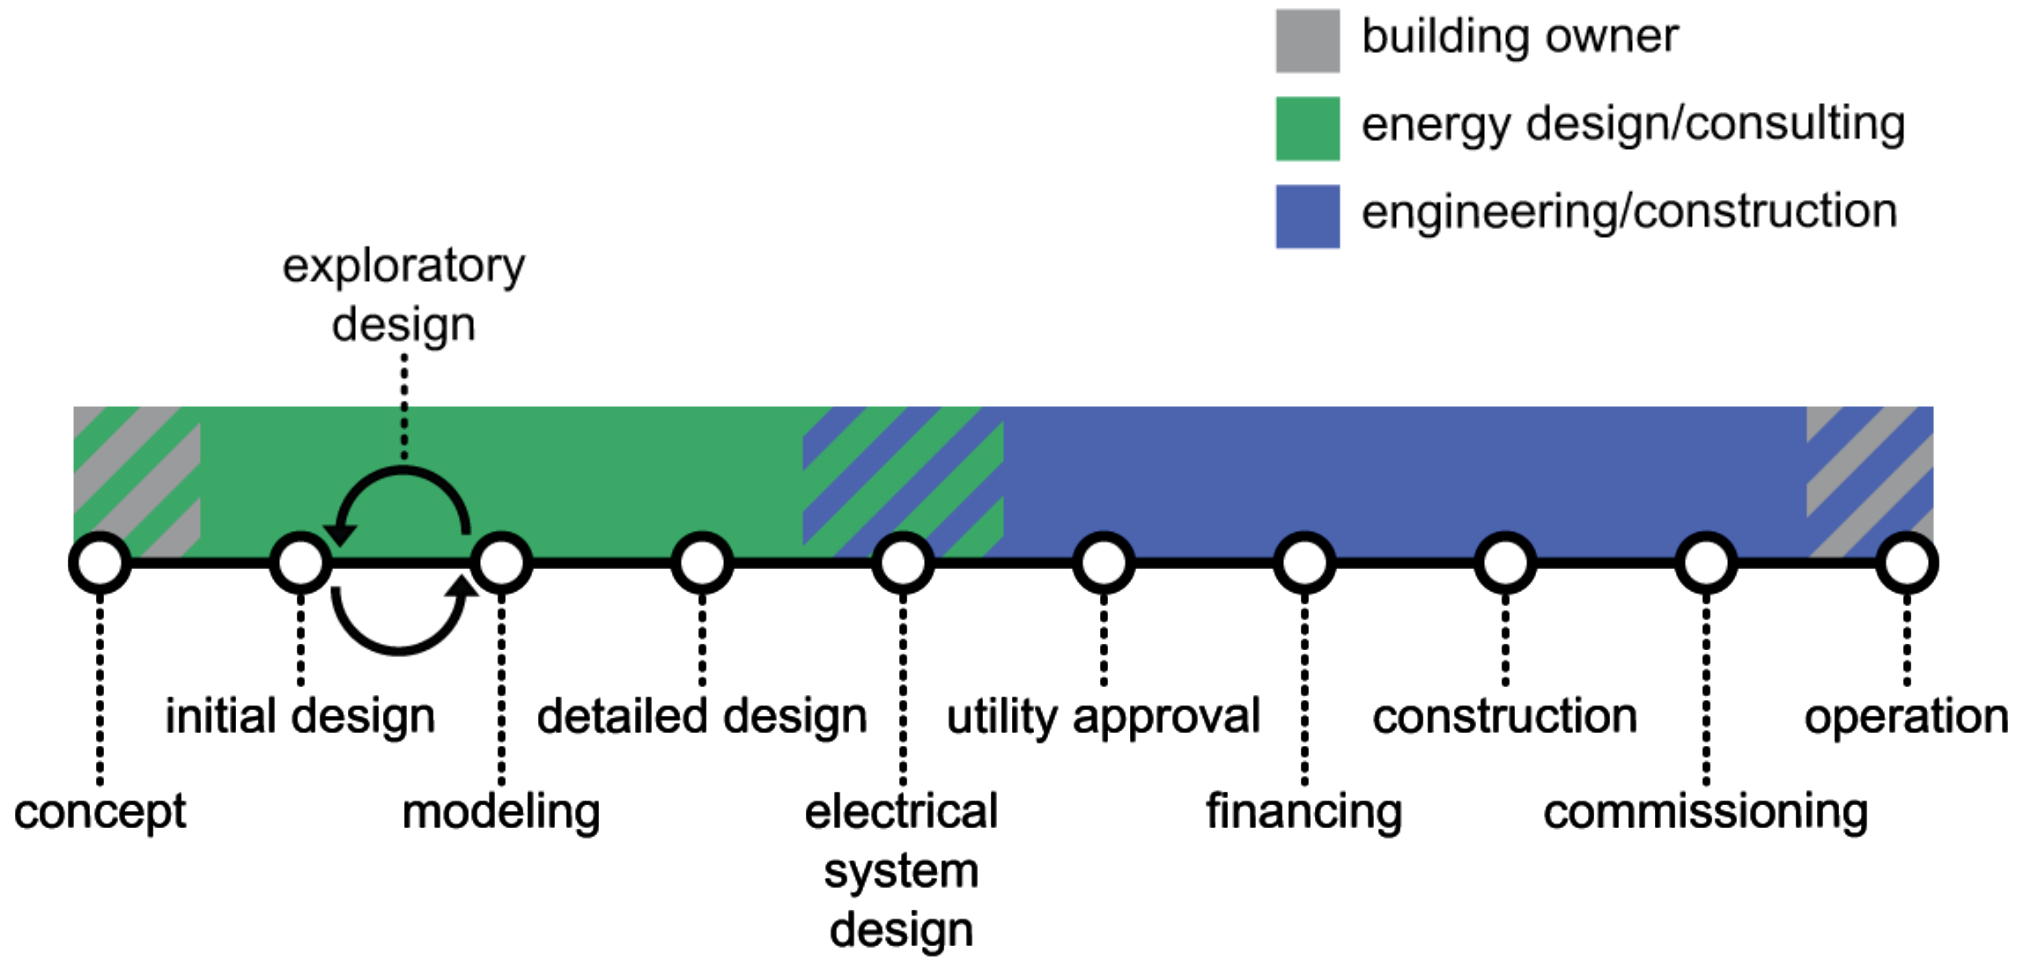 building owner
energy design/consulting
engineering/construction
exploratory
design
initial design
detailed design
utility approval
construction
operation
concept
modeling
electrical
system
design
financing
commissioning